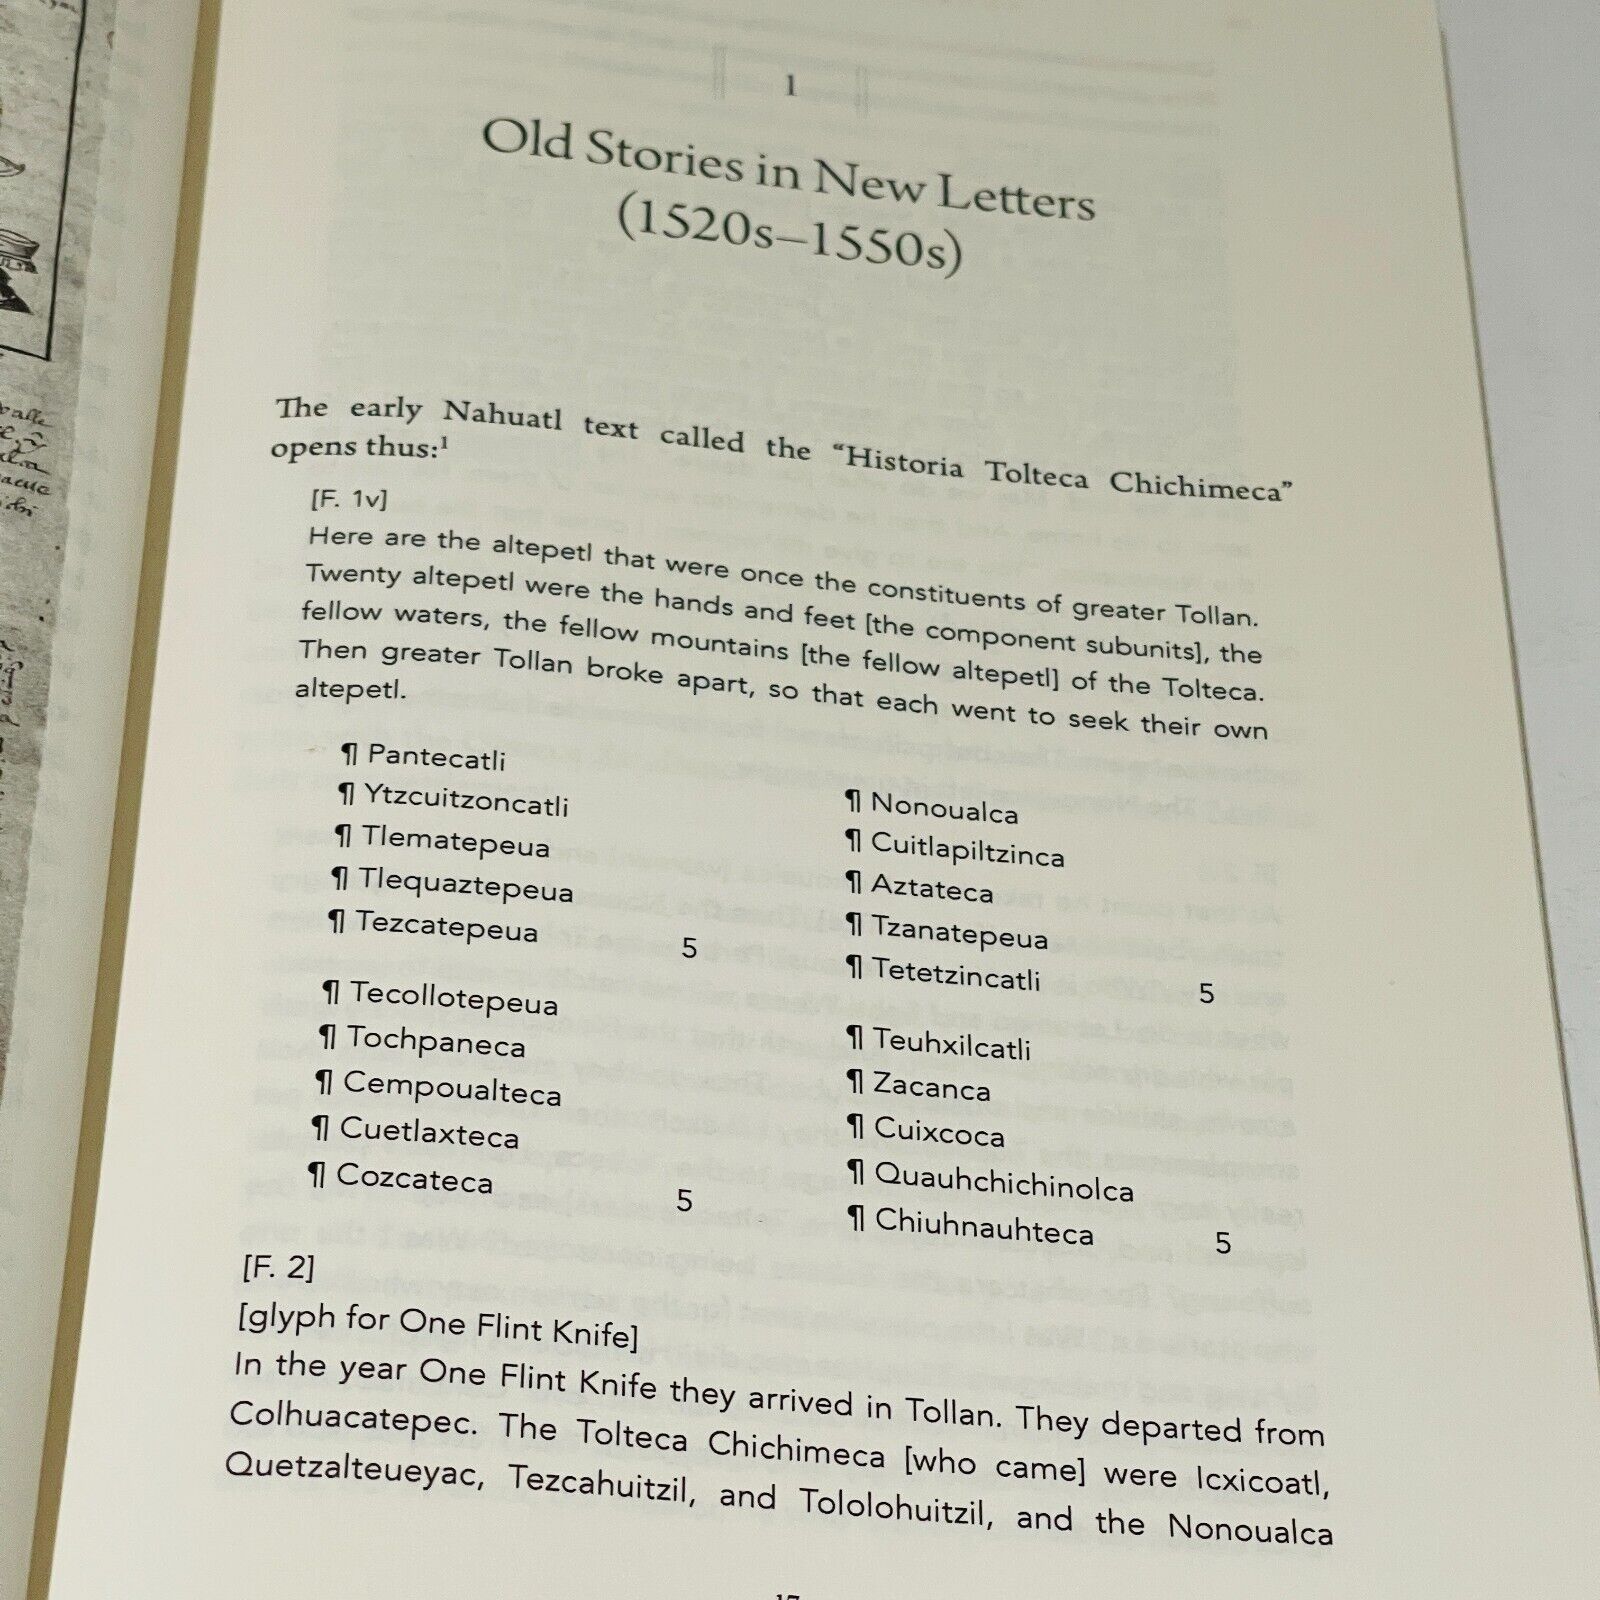 1
Old Stories in New Letters
(1520s–1550s)
The early Nahuatl text called the “Historia Tolteca Chichimeca”
opens thus:¹
[F. 1v]
Here are the altepetl that were once the constituents of greater Tollan.
Twenty altepetl were the hands and feet [the component subunits], the
fellow waters, the fellow mountains [the fellow altepetl] of the Tolteca.
Then greater Tollan broke apart, so that each went to seek their own
altepetl.
¶ Pantecatli
¶ Ytzcuitzoncatli
¶ Tlematepeua
¶ Tlequaztepeua
¶ Tezcatepeua 5
¶ Tecollotepeua
¶ Tochpaneca
¶ Cempoualteca
¶ Cuetlaxteca
¶ Cozcateca 5
¶ Nonoualca
¶ Cuitlapiltzinca
¶ Aztateca
¶ Tzanatepeua
¶ Tetetzincatli 5
¶ Teuhxilcatli
¶ Zacanca
¶ Cuixcoca
¶ Quauhchichinolca
¶ Chiuhnauhteca 5
[F. 2]
[glyph for One Flint Knife]
In the year One Flint Knife they arrived in Tollan. They departed from
Colhuacatepec. The Tolteca Chichimeca [who came] were Icxicoatl,
Quetzalteueyac, Tezcahuitzil, and Tololohuitzil, and the Nonoualca
17